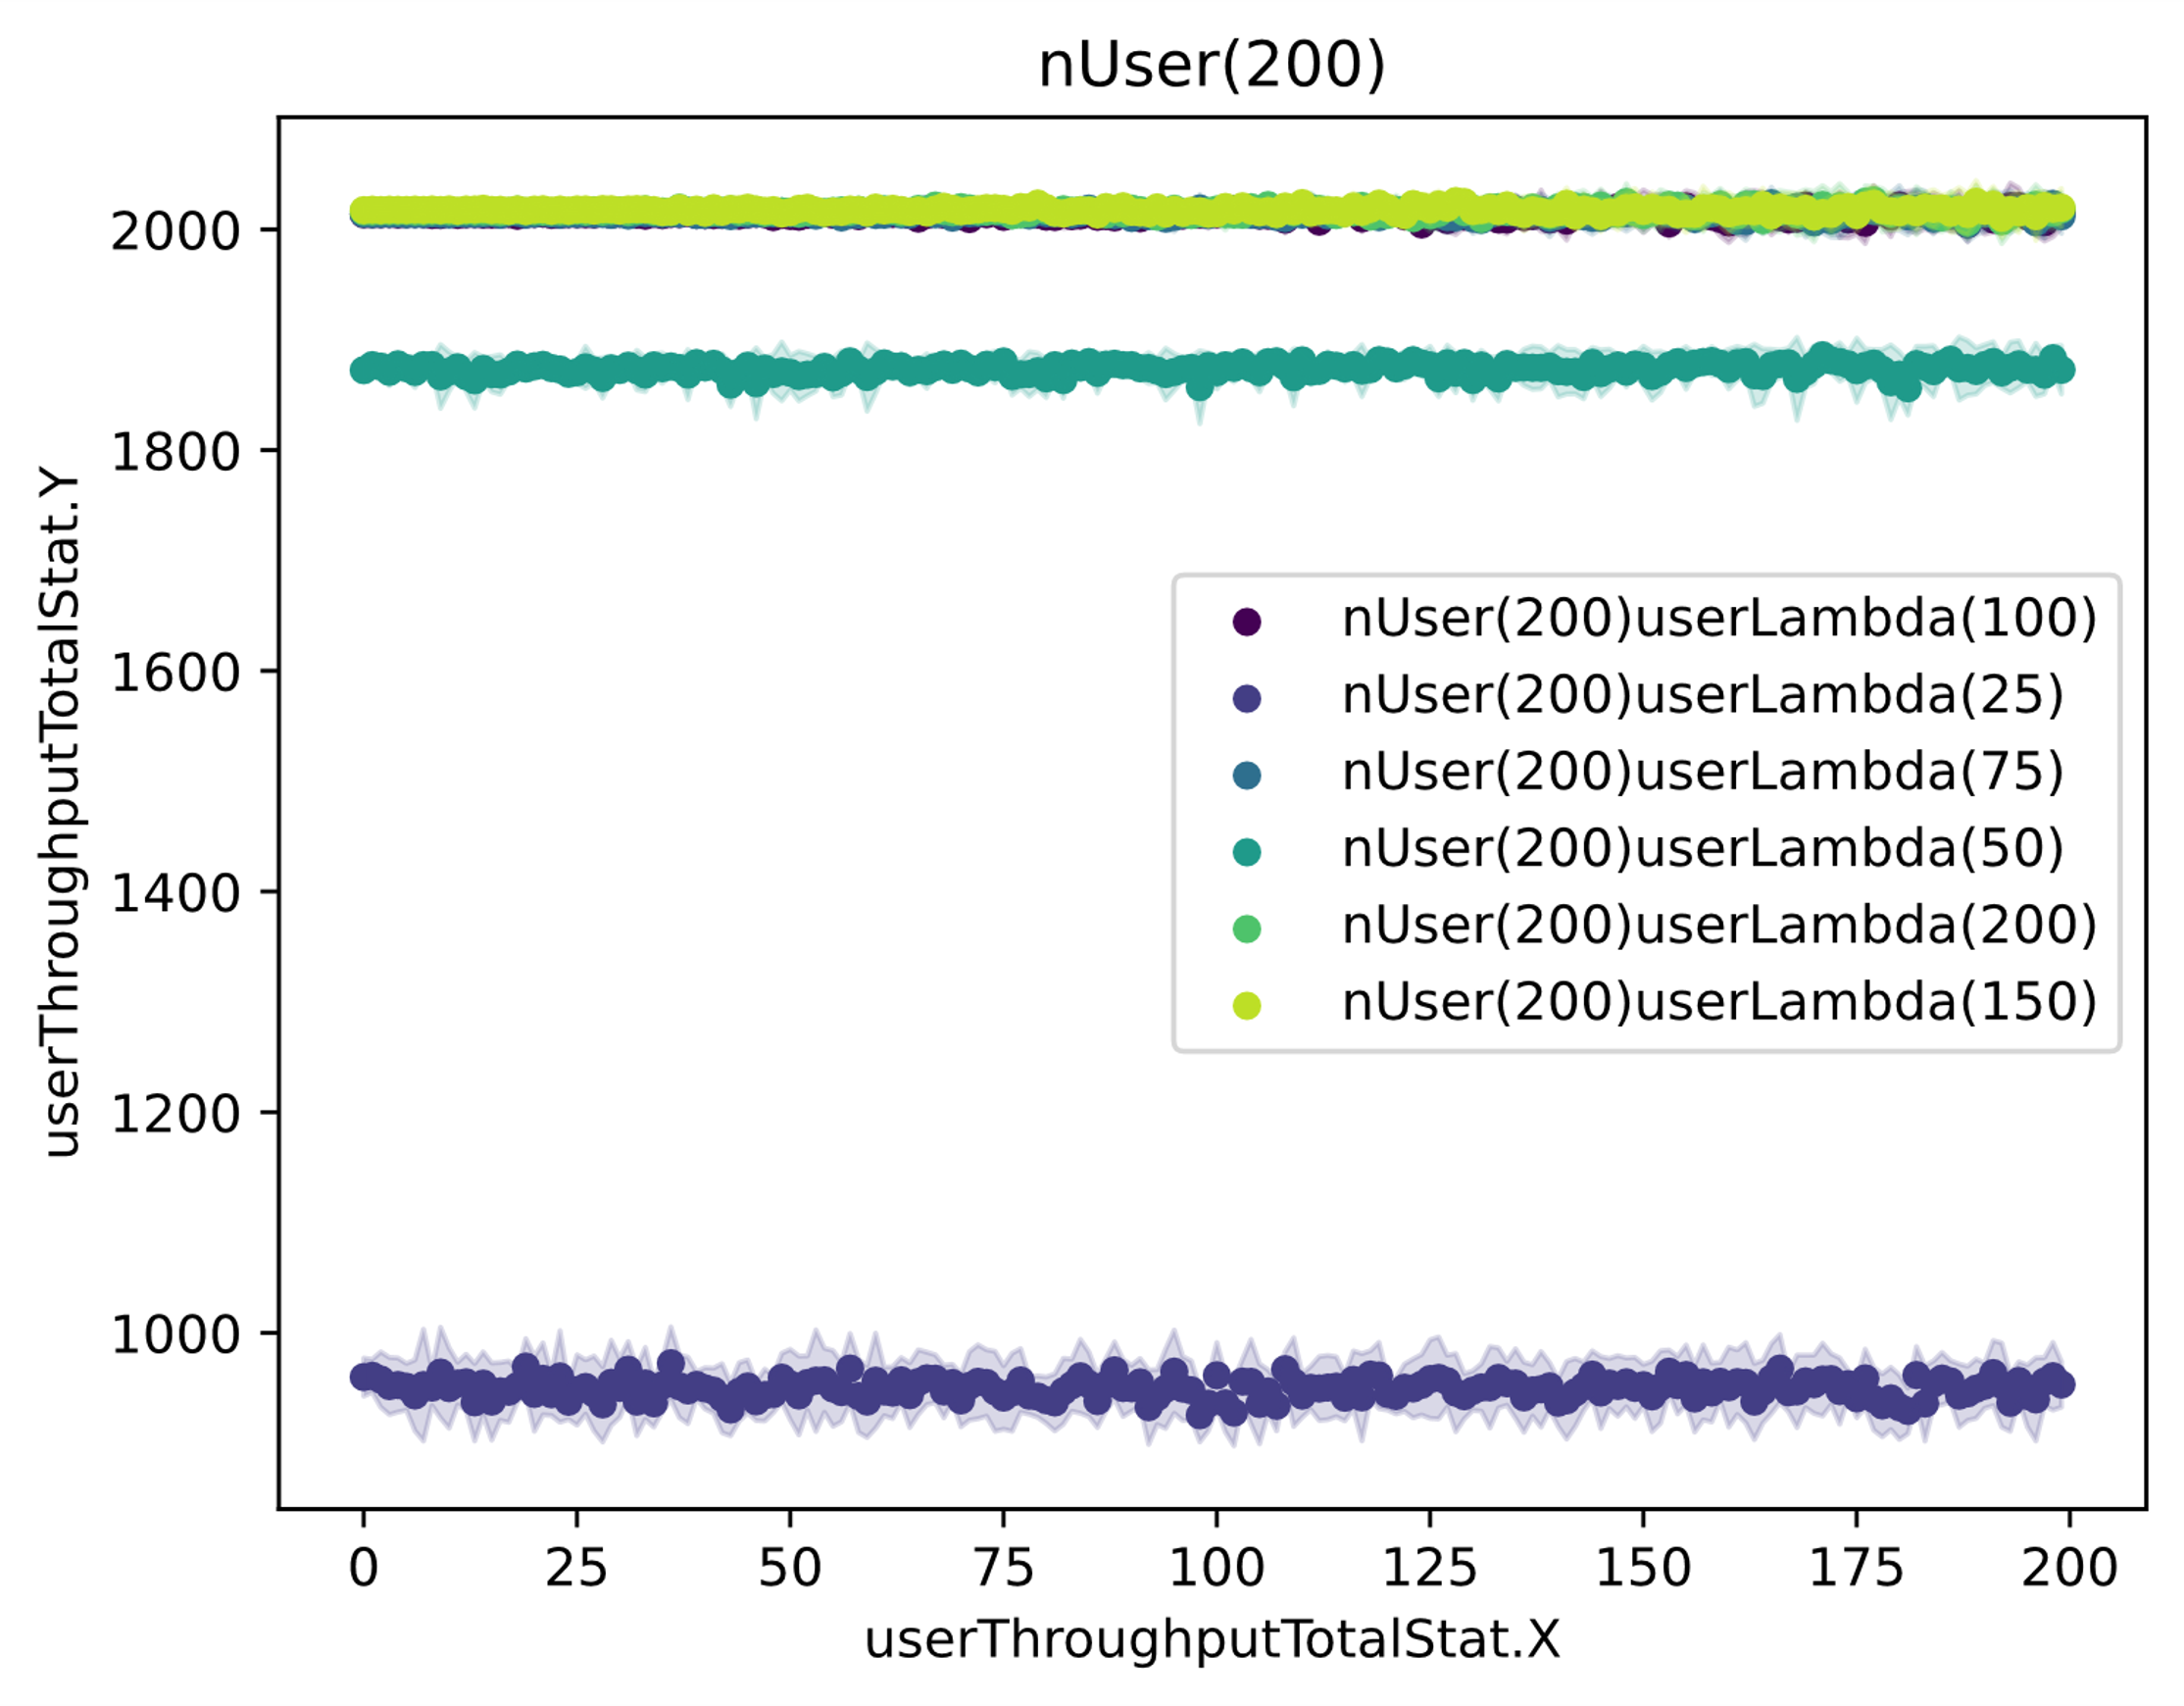 nUser(200)
userThroughputTotalStat.Y
2000
1800
1600
1400
1200
1000
nUser(200)userLambda(100)
nUser(200)userLambda(25)
nUser(200)userLambda(75)
nUser(200)userLambda(50)
nUser(200)userLambda(200)
nUser(200)userLambda(150)
0 25 50 75 100 125 150 175 200
userThroughputTotalStat.X